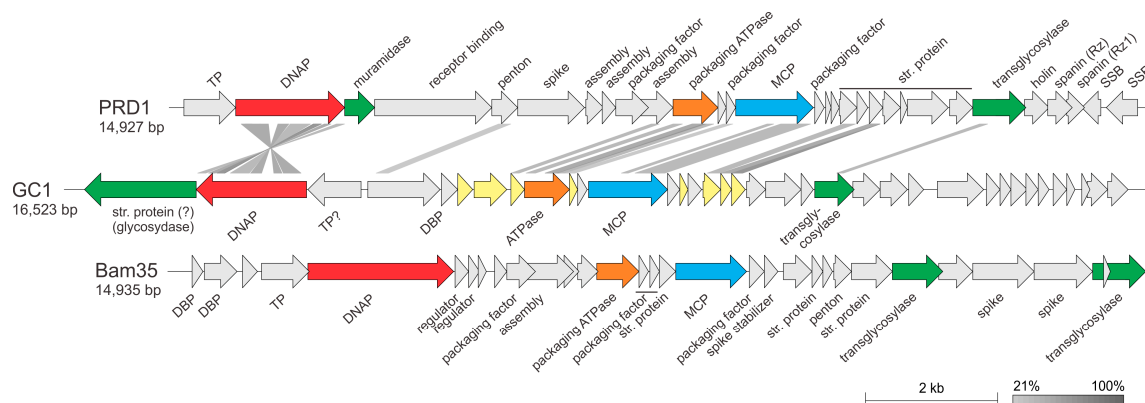 TP
DNAP
muramidase
receptor binding
penton
spike
assembly
assembly
packaging factor
assembly
packaging ATPase
packaging factor
MCP
packaging factor
str. protein
transglycosylase
holin
spanin (Rz)
spanin (Rz1)
SSB
PRD1
14,927 bp
GC1
16,523 bp
str. protein (?)
(glycosydase)
DNAP
TP?
DBP
ATPase
MCP
transgly-
cosylase
Bam35
14,935 bp
DBP
DBP
TP
DNAP
regulator
regulator
packaging factor
assembly
packaging ATPase
packaging factor
str. protein
MCP
packaging factor
spike stabilizer
str. protein
penton
str. protein
transglycosylase
spike
spike
transglycosylase
2 kb
21%
100%